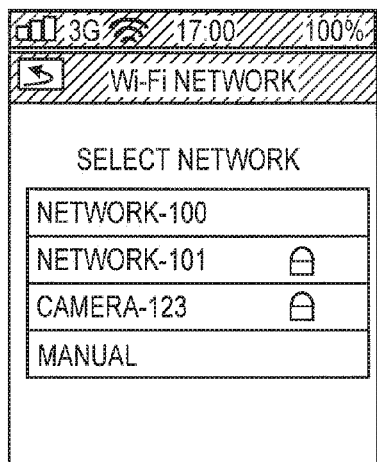 3G 17:00 100%
Wi-Fi NETWORK
SELECT NETWORK
NETWORK-100
NETWORK-101
CAMERA-123
MANUAL